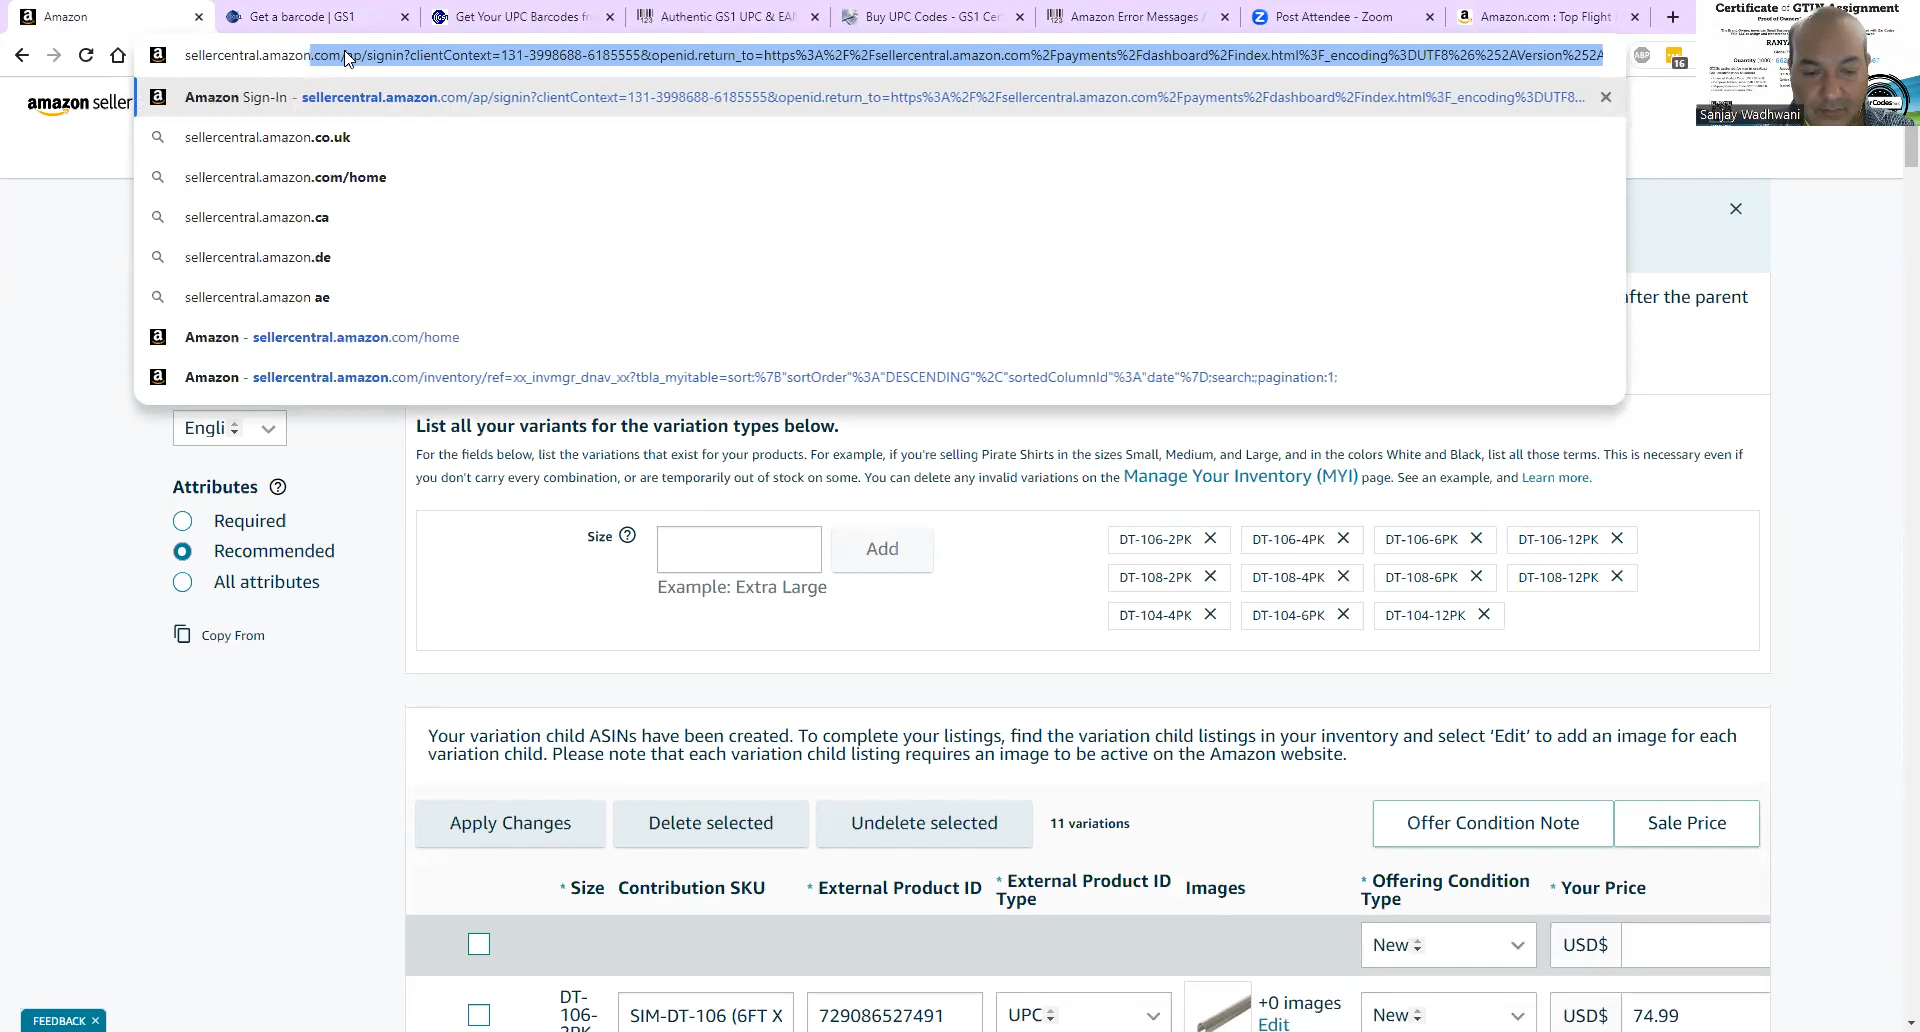 Amazon
Get a barcode | GS1
Get Your UPC Barcodes fr
Authentic GS1 UPC & EAN
Buy UPC Codes - GS1 Cer
Amazon Error Messages /
Post Attendee - Zoom
Amazon.com : Top Flight
Certificate of GTIN Assignment
sellercentral.amazon.com/ap/signin?clientContext=131-3998688-6185555&openid.return_to=https%3A%2F%2Fsellercentral.amazon.com%2Fpayments%2Fdashboard%2Findex.html%3F_encoding%3DUTF8%26%252AVersion%252A
ABP
16
Sanjay Wadhwani
amazon seller
Amazon Sign-In - sellercentral.amazon.com/ap/signin?clientContext=131-3998688-6185555&openid.return_to=https%3A%2F%2Fsellercentral.amazon.com%2Fpayments%2Fdashboard%2Findex.html%3F_encoding%3DUTF8...
sellercentral.amazon.co.uk
sellercentral.amazon.com/home
sellercentral.amazon.ca
sellercentral.amazon.de
sellercentral.amazon ae
after the parent
Amazon - sellercentral.amazon.com/home
Amazon - sellercentral.amazon.com/inventory/ref=xx_invmgr_dnav_xx?tbla_myitable=sort:%7B"sortOrder"%3A"DESCENDING"%2C"sortedColumnId"%3A"date"%7D;search:;pagination:1;
Engli
Attributes
Required
Recommended
All attributes
Copy From
List all your variants for the variation types below.
For the fields below, list the variations that exist for your products. For example, if you're selling Pirate Shirts in the sizes Small, Medium, and Large, and in the colors White and Black, list all those terms. This is necessary even if
you don't carry every combination, or are temporarily out of stock on some. You can delete any invalid variations on the Manage Your Inventory (MYI) page. See an example, and Learn more.
Size
Add
Example: Extra Large
DT-106-2PK DT-106-4PK DT-106-6PK DT-106-12PK
DT-108-2PK DT-108-4PK DT-108-6PK DT-108-12PK
DT-104-4PK DT-104-6PK DT-104-12PK
Your variation child ASINs have been created. To complete your listings, find the variation child listings in your inventory and select ‘Edit’ to add an image for each
variation child. Please note that each variation child listing requires an image to be active on the Amazon website.
Apply Changes Delete selected Undelete selected 11 variations Offer Condition Note Sale Price
* Size Contribution SKU * External Product ID * External Product ID Type Images * Offering Condition Type * Your Price
New USD$
DT-
106-
2PK
SIM-DT-106 (6FT X 729086527491 UPC +0 images New USD$ 74.99
Edit
FEEDBACK